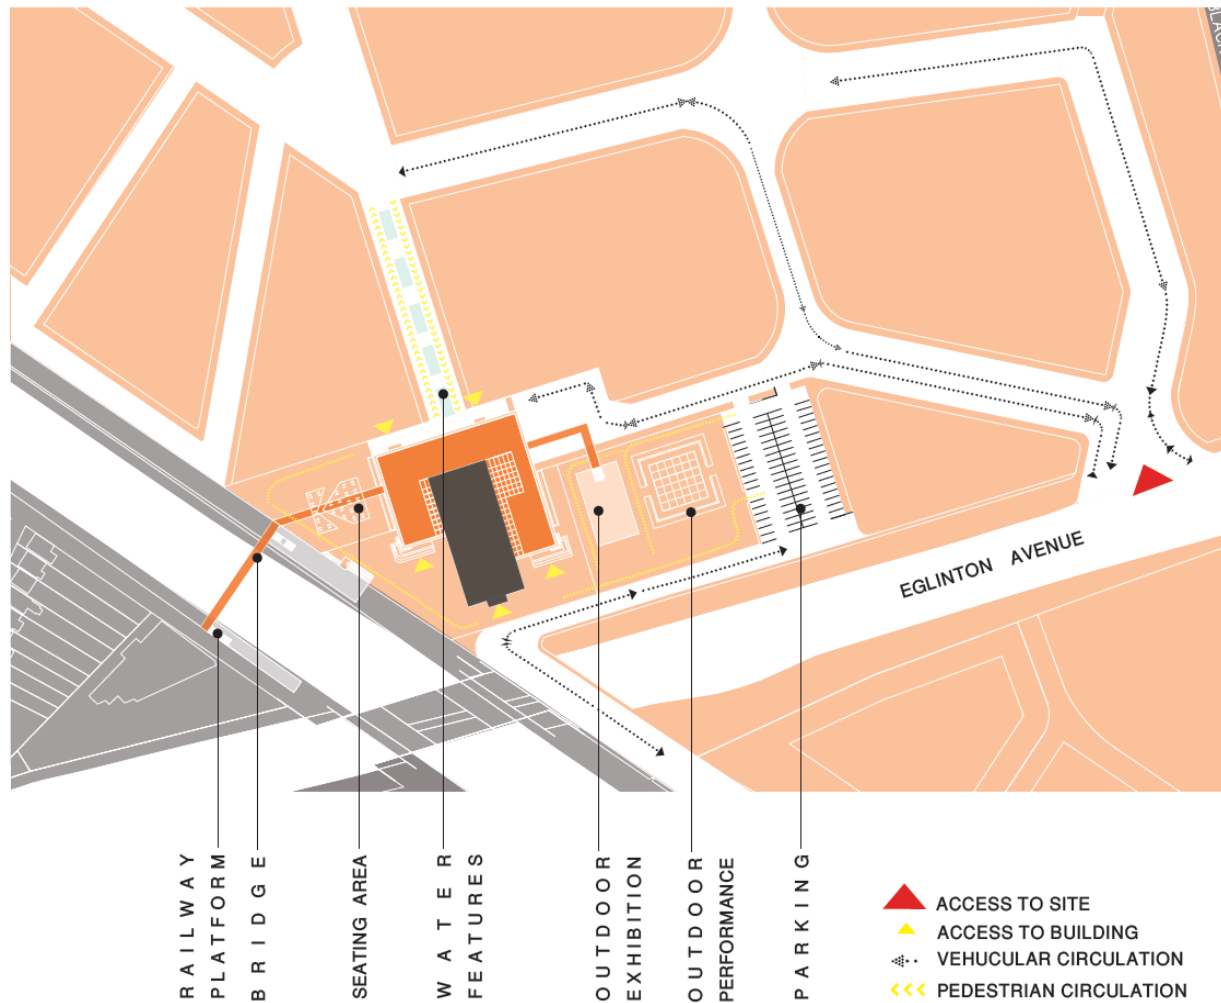 EGLINTON AVENUE
RAILWAY
PLATFORM
BRIDGE
SEATING AREA
WATER
FEATURES
OUTDOOR
EXHIBITION
OUTDOOR
PERFORMANCE
PARKING
ACCESS TO SITE
ACCESS TO BUILDING
VEHUCULAR CIRCULATION
PEDESTRIAN CIRCULATION